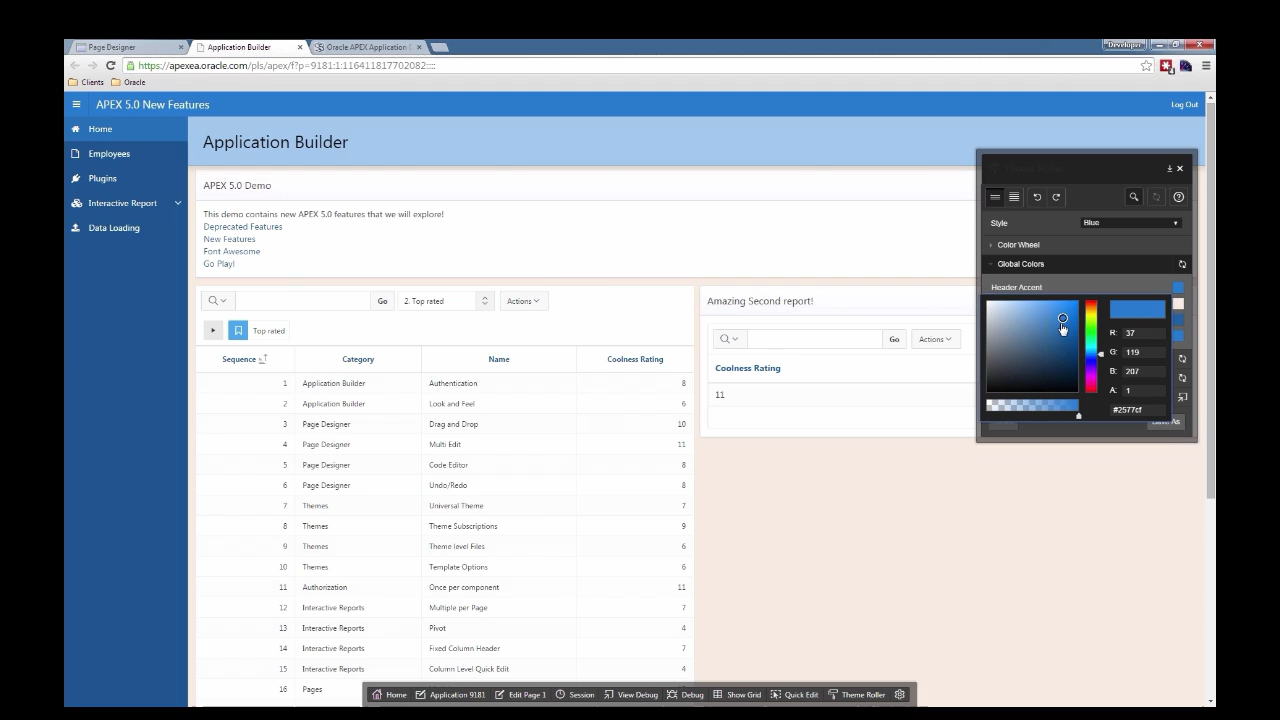 Page Designer
Application Builder
Oracle APEX Application
Developer
https://apexea.oracle.com/pls/apex/f?p=9181:1:116411817702082:::::
Clients
Oracle
APEX 5.0 New Features
Log Out
Home
Employees
Plugins
Interactive Report
Data Loading
Application Builder
APEX 5.0 Demo
This demo contains new APEX 5.0 features that we will explore!
Deprecated Features
New Features
Font Awesome
Go Play!
Go 2. Top rated Actions
Top rated
Sequence Category Name Coolness Rating
1 Application Builder Authentication 8
2 Application Builder Look and Feel 6
3 Page Designer Drag and Drop 10
4 Page Designer Multi Edit 11
5 Page Designer Code Editor 8
6 Page Designer Undo/Redo 8
7 Themes Universal Theme 7
8 Themes Theme Subscriptions 9
9 Themes Theme level Files 6
10 Themes Template Options 6
11 Authorization Once per component 11
12 Interactive Reports Multiple per Page 7
13 Interactive Reports Pivot 4
14 Interactive Reports Fixed Column Header 7
15 Interactive Reports Column Level Quick Edit 4
16 Pages
Amazing Second report!
Go Actions
Coolness Rating
11
Style Blue
Color Wheel
Global Colors
Header Accent
R: 37
G: 119
B: 207
A: 1
#2577cf
Home Application 9181 Edit Page 1 Session View Debug Debug Show Grid Quick Edit Theme Roller